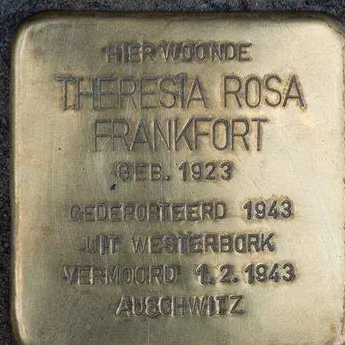 HIER WOONDE
THERESIA ROSA
FRANKFORT
GEB. 1923
GEDEPORTEERD 1943
UIT WESTERBORK
VERMOORD 1.2.1943
AUSCHWITZ